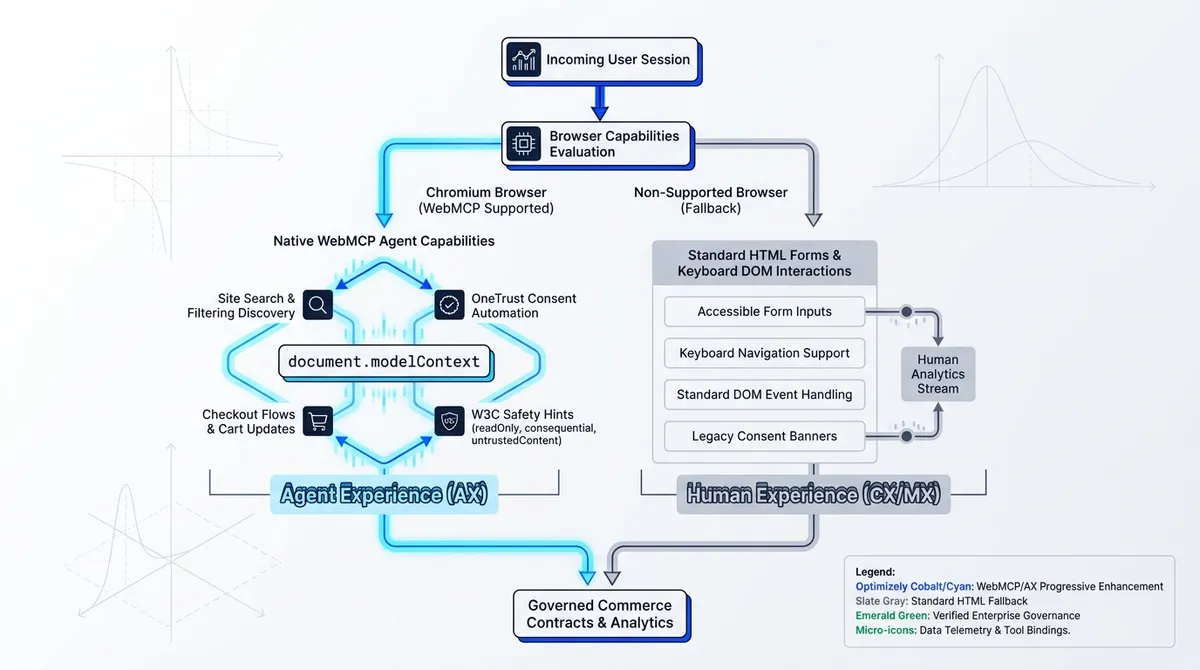 Incoming User Session
Browser Capabilities
Evaluation
Chromium Browser
(WebMCP Supported)
Non-Supported Browser
(Fallback)
Native WebMCP Agent Capabilities
Site Search &
Filtering Discovery
OneTrust Consent
Automation
document.modelContext
Checkout Flows
& Cart Updates
W3C Safety Hints
(readOnly, consequential,
untrustedContent)
Agent Experience (AX)
Standard HTML Forms &
Keyboard DOM Interactions
Accessible Form Inputs
Keyboard Navigation Support
Standard DOM Event Handling
Legacy Consent Banners
Human
Analytics
Stream
Human Experience (CX/MX)
Governed Commerce
Contracts & Analytics
Legend:
Optimizely Cobalt/Cyan: WebMCP/AX Progressive Enhancement
Slate Gray: Standard HTML Fallback
Emerald Green: Verified Enterprise Governance
Micro-icons: Data Telemetry & Tool Bindings.